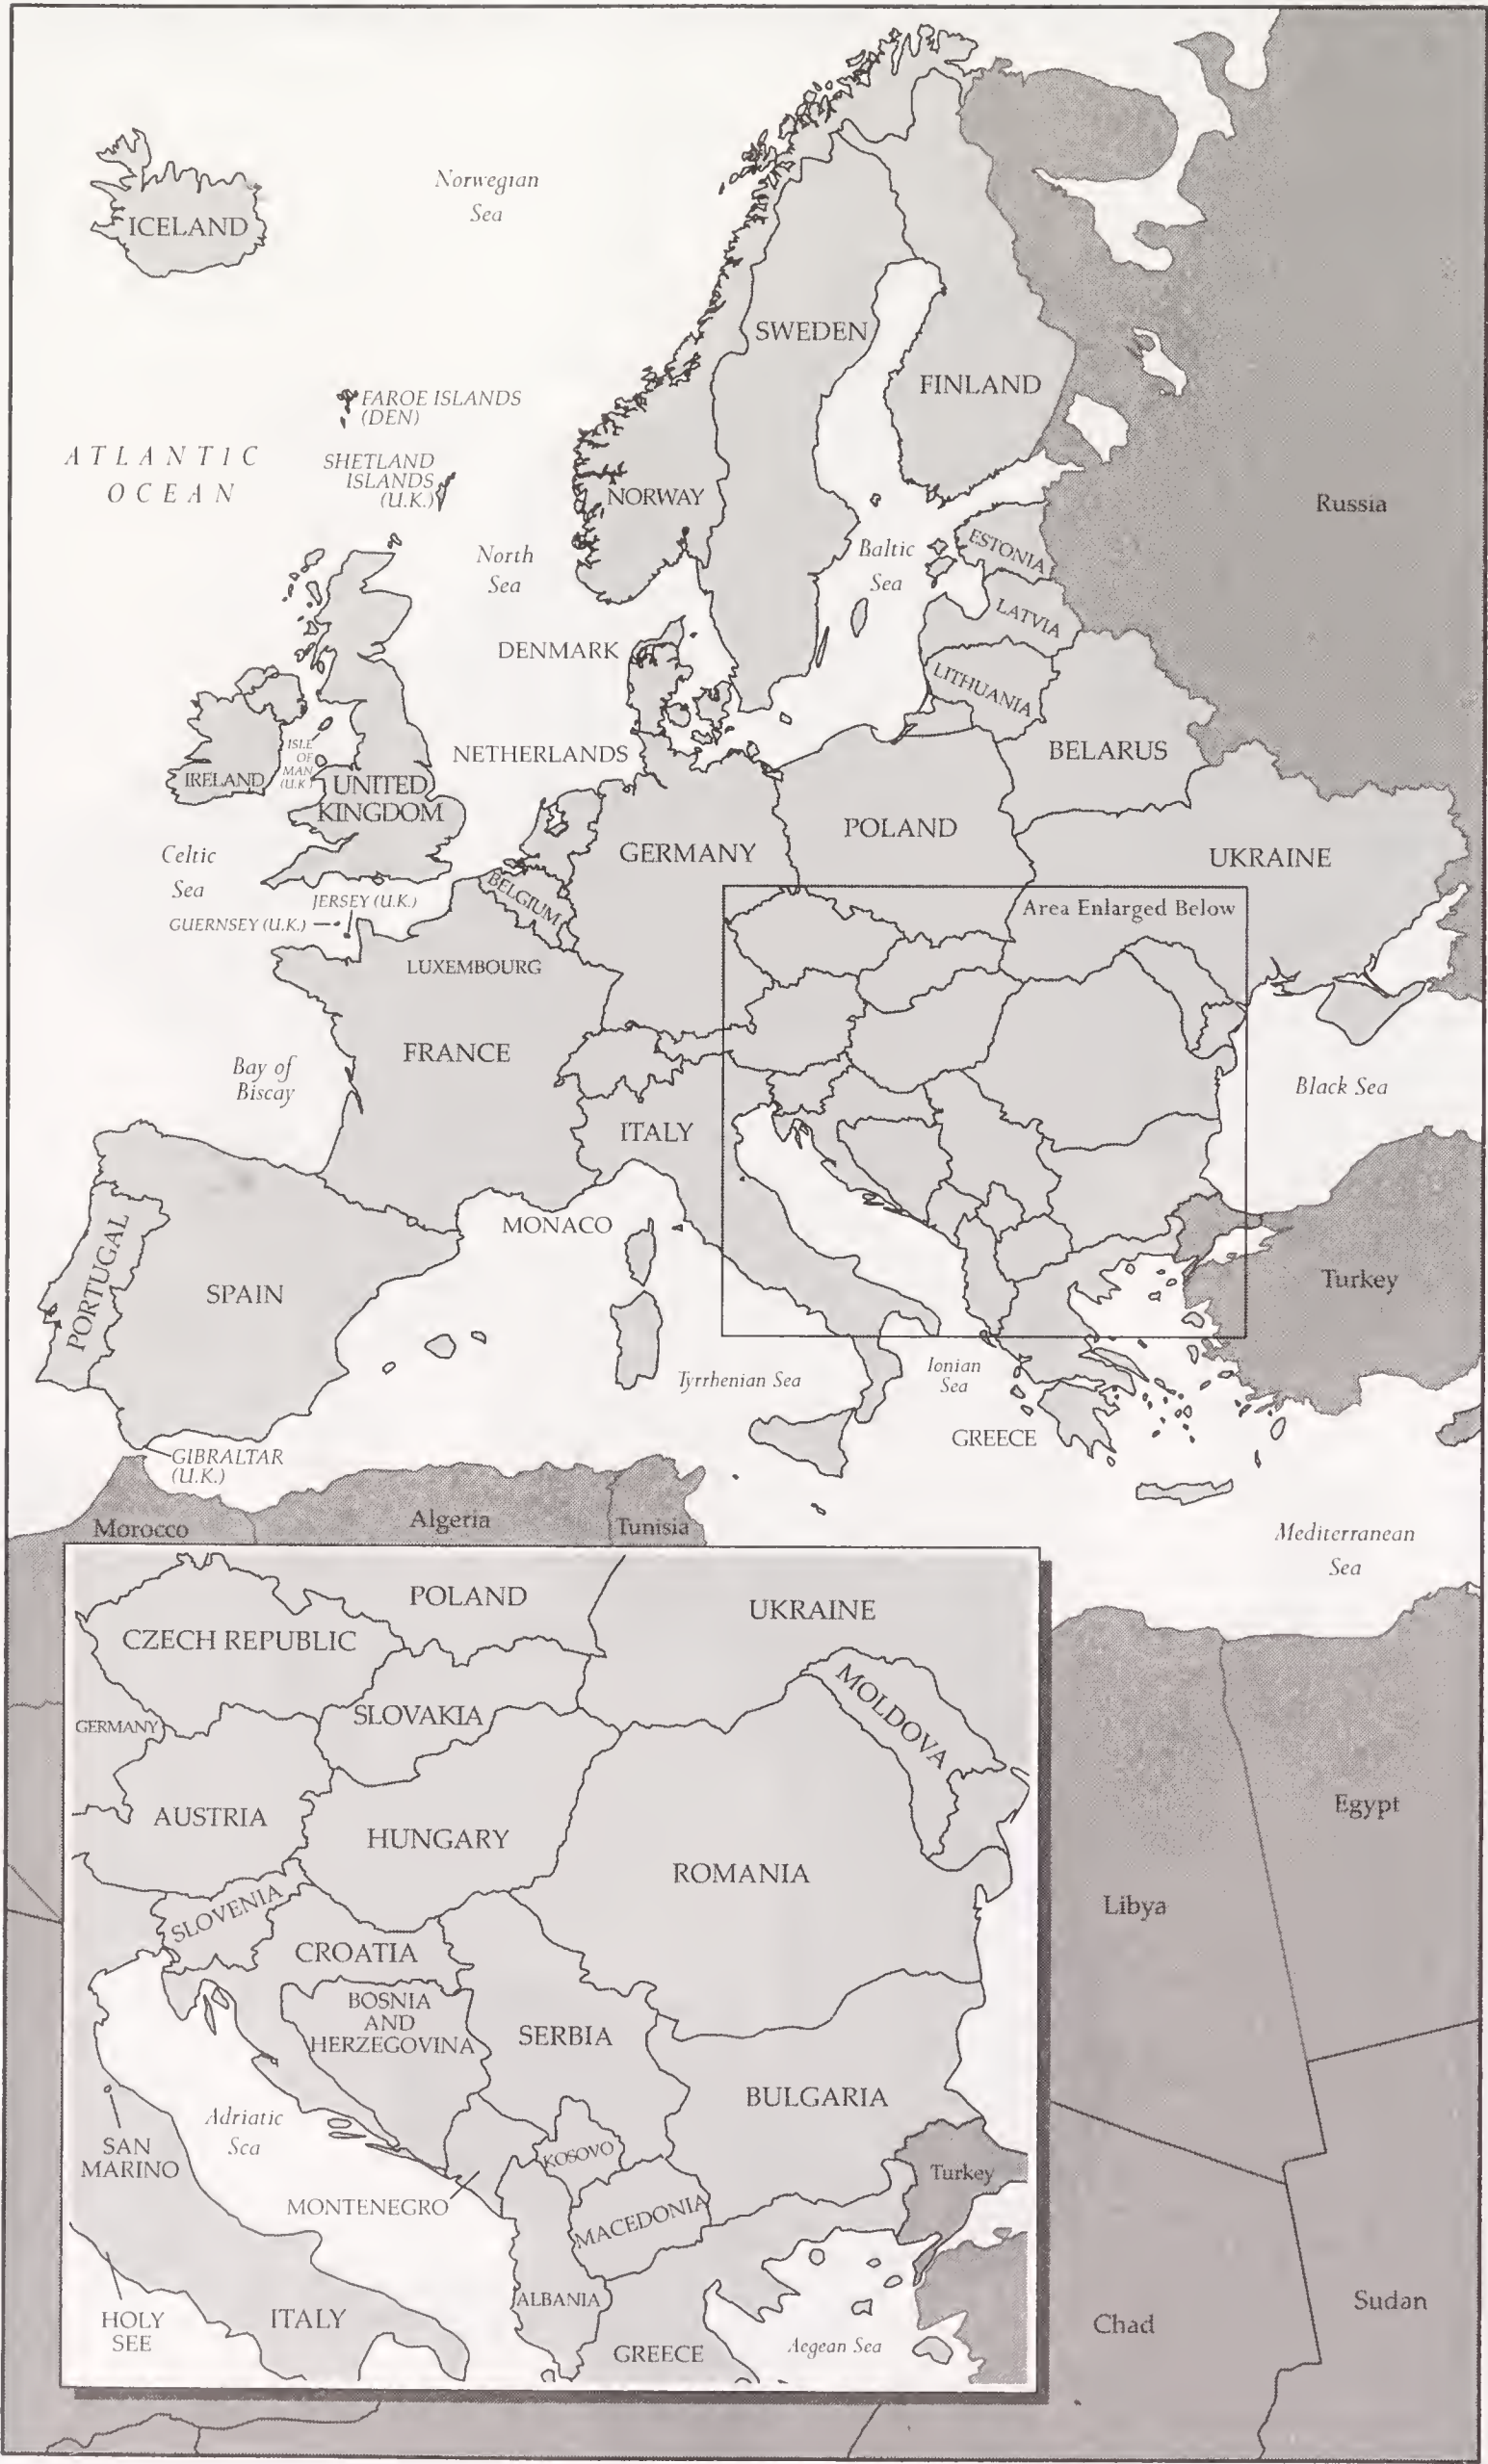 Norwegian
Sea
ICELAND
SWEDEN
FINLAND
FAROE ISLANDS
(DEN)
ATLANTIC
OCEAN
SHETLAND
ISLANDS
(U.K.)
NORWAY
Russia
North
Sea
Baltic
Sea
ESTONIA
LATVIA
DENMARK
LITHUANIA
ISLE
OF
MAN
(U.K.)
NETHERLANDS
BELARUS
IRELAND
UNITED
KINGDOM
POLAND
GERMANY
UKRAINE
Celtic
Sea
BELGIUM
JERSEY (U.K.)
GUERNSEY (U.K.)
Area Enlarged Below
LUXEMBOURG
FRANCE
Bay of
Biscay
Black Sea
ITALY
MONACO
PORTUGAL
SPAIN
Turkey
Tyrrhenian Sea
Ionian
Sea
GREECE
GIBRALTAR
(U.K.)
Morocco
Algeria
Tunisia
Mediterranean
Sea
POLAND
UKRAINE
CZECH REPUBLIC
MOLDOVA
SLOVAKIA
GERMANY
AUSTRIA
HUNGARY
ROMANIA
SLOVENIA
CROATIA
BOSNIA
AND
HERZEGOVINA
SERBIA
BULGARIA
Adriatic
Sea
SAN
MARINO
KOSOVO
Turkey
MONTENEGRO
MACEDONIA
ALBANIA
HOLY
SEE
ITALY
GREECE
Aegean Sea
Egypt
Libya
Chad
Sudan